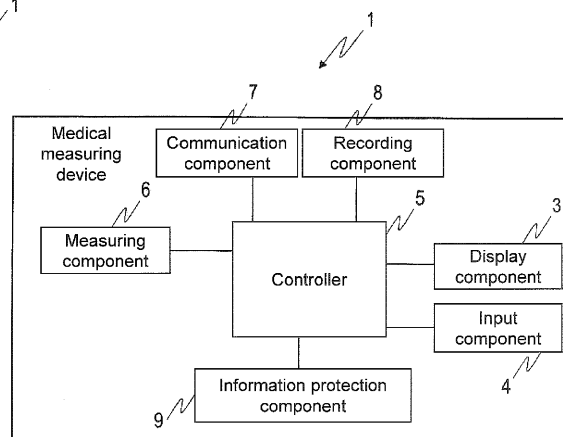 1
1
7
8
Medical
measuring
device
Communication
component
Recording
component
6
5
3
Measuring
component
Display
component
Controller
Input
component
Information protection
component
4
9